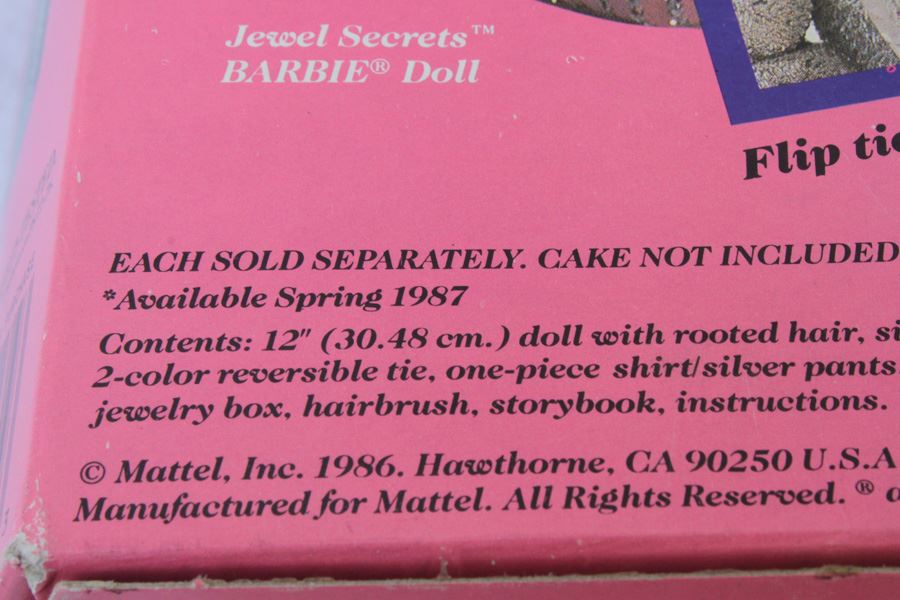 Jewel Secrets™
BARBIE® Doll
Flip
EACH SOLD SEPARATELY. CAKE NOT INCLUDED
*Available Spring 1987
Contents: 12" (30.48 cm.) doll with rooted hair,
2-color reversible tie, one-piece shirt/silver pants
jewelry box, hairbrush, storybook, instructions.
© Mattel, Inc. 1986. Hawthorne, CA 90250 U.S.A
Manufactured for Mattel. All Rights Reserved. ®